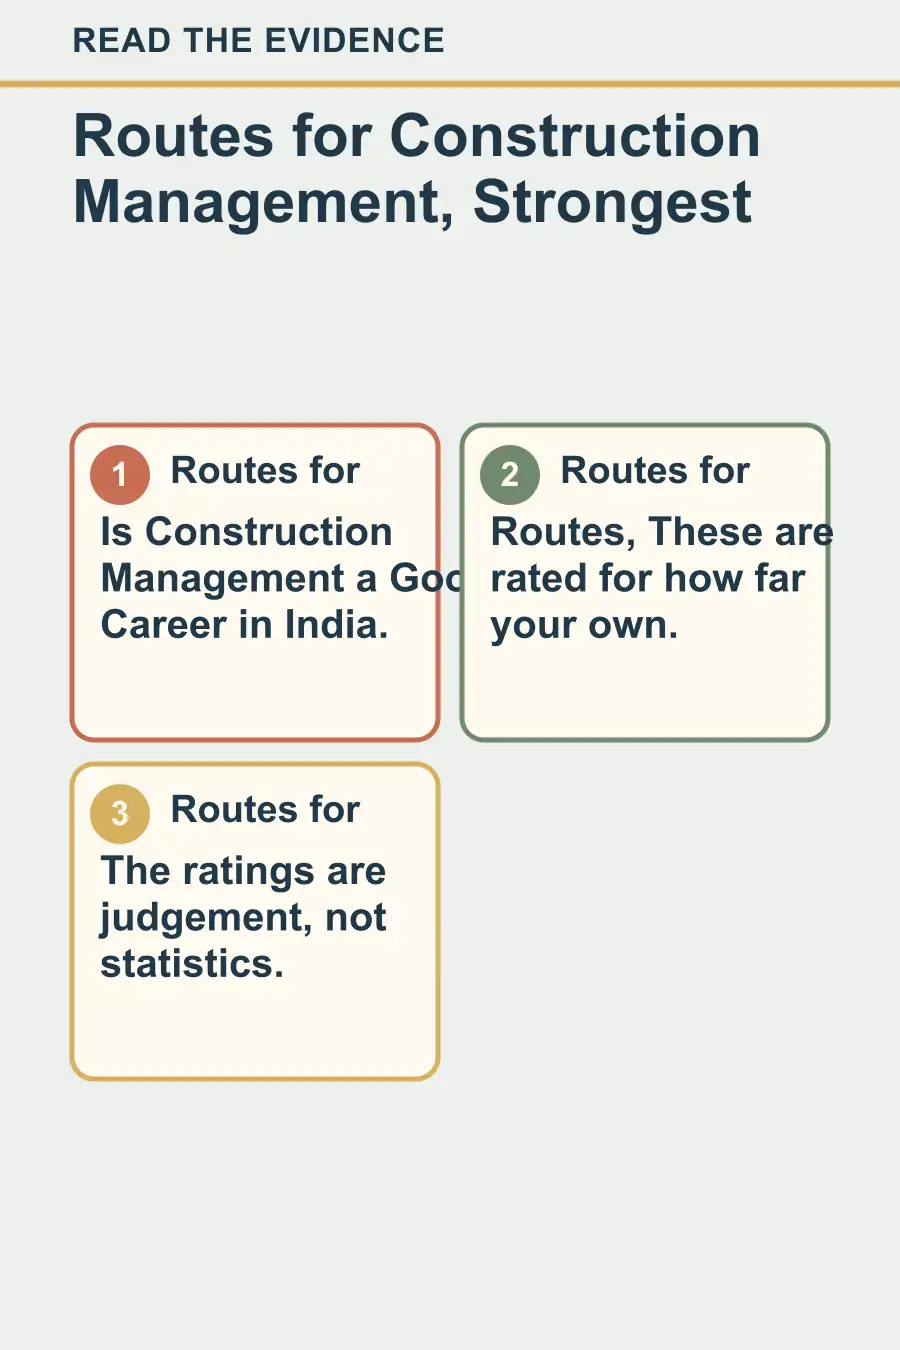 READ THE EVIDENCE
Routes for Construction
Management, Strongest
1 Routes for
Is Construction
Management a Goo
Career in India.
2 Routes for
Routes, These are
rated for how far
your own.
3 Routes for
The ratings are
judgement, not
statistics.